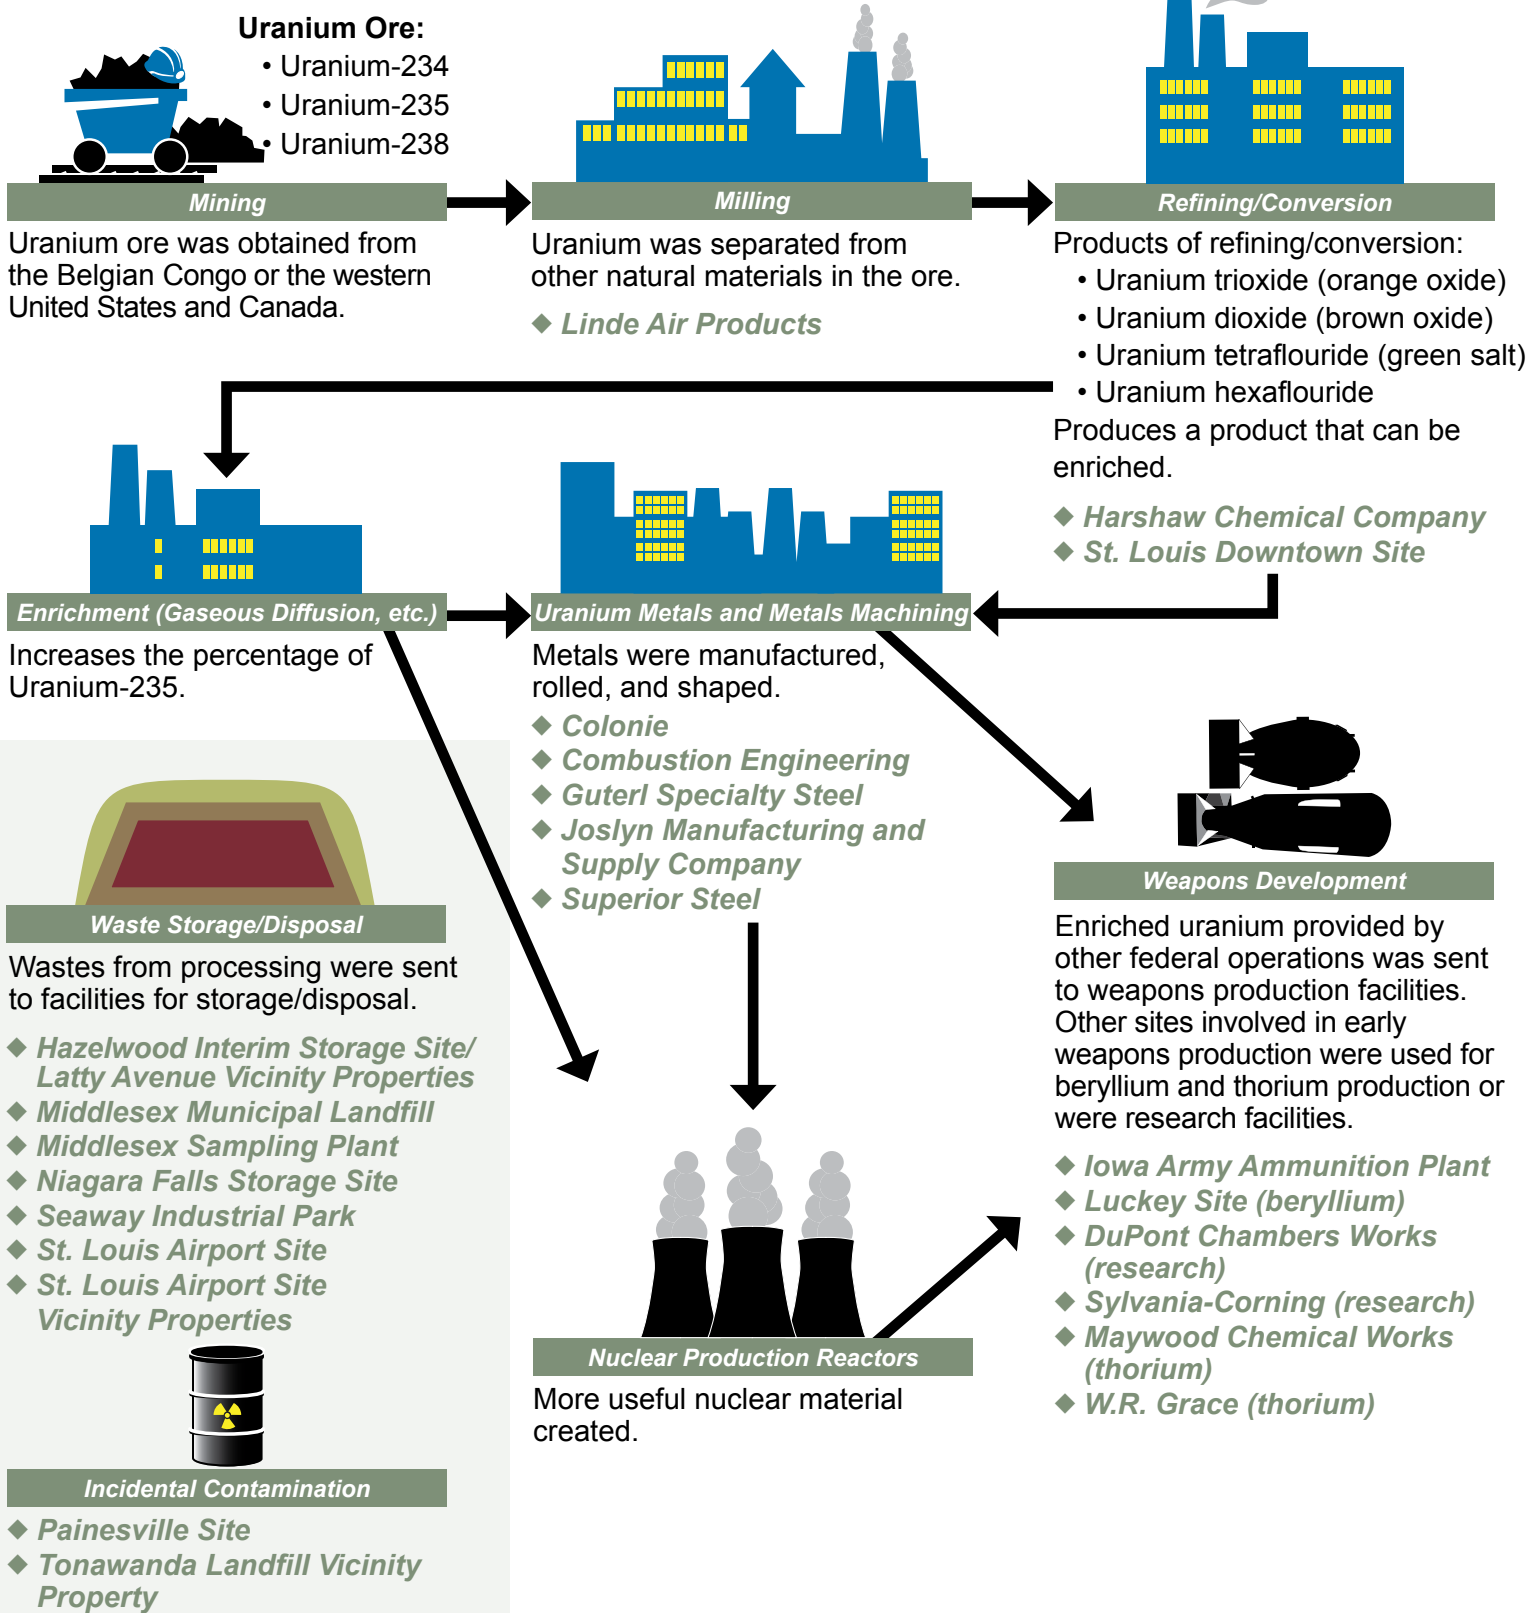 Uranium Ore:
• Uranium-234
• Uranium-235
• Uranium-238
Mining
Uranium ore was obtained from
the Belgian Congo or the western
United States and Canada.
Milling
Uranium was separated from
other natural materials in the ore.
◆ Linde Air Products
Refining/Conversion
Products of refining/conversion:
• Uranium trioxide (orange oxide)
• Uranium dioxide (brown oxide)
• Uranium tetraflouride (green salt)
• Uranium hexaflouride
Produces a product that can be
enriched.
◆ Harshaw Chemical Company
◆ St. Louis Downtown Site
Enrichment (Gaseous Diffusion, etc.)
Increases the percentage of
Uranium-235.
Uranium Metals and Metals Machining
Metals were manufactured,
rolled, and shaped.
◆ Colonie
◆ Combustion Engineering
◆ Guterl Specialty Steel
◆ Joslyn Manufacturing and
Supply Company
◆ Superior Steel
Weapons Development
Enriched uranium provided by
other federal operations was sent
to weapons production facilities.
Other sites involved in early
weapons production were used for
beryllium and thorium production or
were research facilities.
◆ Iowa Army Ammunition Plant
◆ Luckey Site (beryllium)
◆ DuPont Chambers Works
(research)
◆ Sylvania-Corning (research)
◆ Maywood Chemical Works
(thorium)
◆ W.R. Grace (thorium)
Waste Storage/Disposal
Wastes from processing were sent
to facilities for storage/disposal.
◆ Hazelwood Interim Storage Site/
Latty Avenue Vicinity Properties
◆ Middlesex Municipal Landfill
◆ Middlesex Sampling Plant
◆ Niagara Falls Storage Site
◆ Seaway Industrial Park
◆ St. Louis Airport Site
◆ St. Louis Airport Site
Vicinity Properties
Nuclear Production Reactors
More useful nuclear material
created.
Incidental Contamination
◆ Painesville Site
◆ Tonawanda Landfill Vicinity
Property